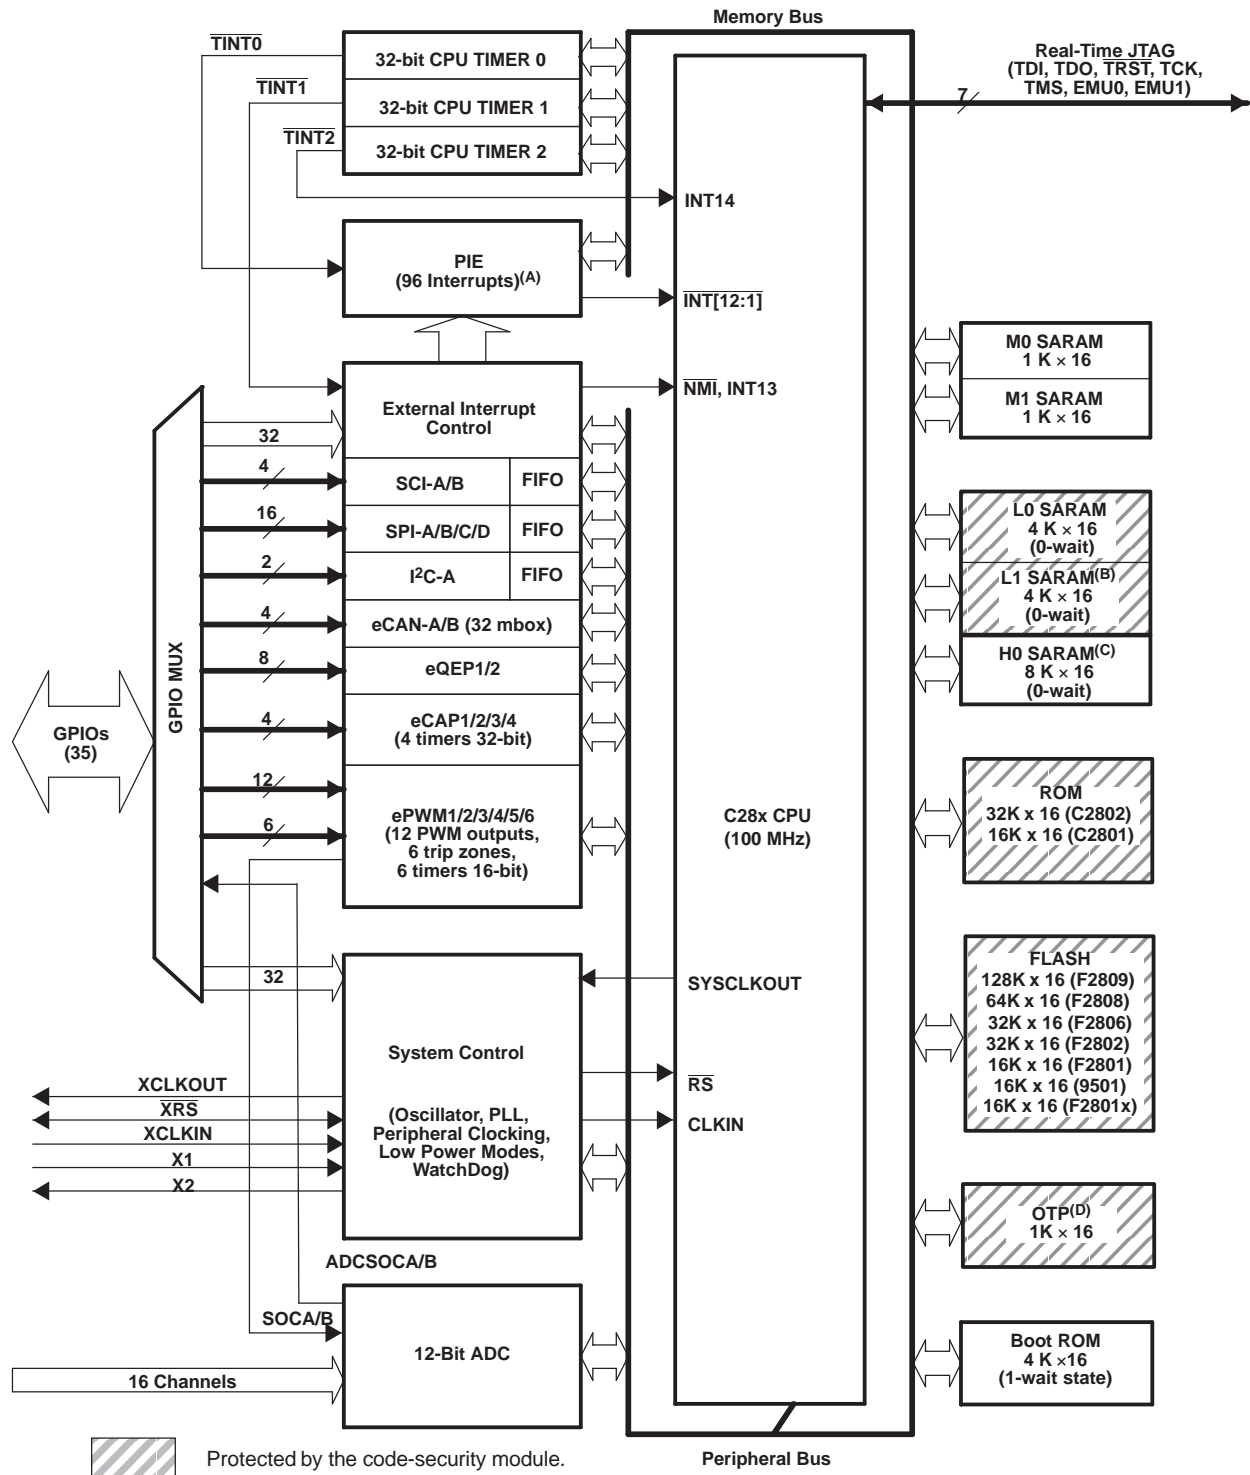 Memory Bus
TINT0
32-bit CPU TIMER 0
TINT1
32-bit CPU TIMER 1
TINT2
32-bit CPU TIMER 2
Real-Time JTAG
(TDI, TDO, TRST, TCK,
TMS, EMU0, EMU1)
7
INT14
PIE
(96 Interrupts)(A)
INT[12:1]
M0 SARAM
1 K × 16
M1 SARAM
1 K × 16
External Interrupt
Control
NMI, INT13
32
4
SCI-A/B
FIFO
16
SPI-A/B/C/D
FIFO
2
I2C-A
FIFO
4
eCAN-A/B (32 mbox)
8
eQEP1/2
4
eCAP1/2/3/4
(4 timers 32-bit)
12
6
ePWM1/2/3/4/5/6
(12 PWM outputs,
6 trip zones,
6 timers 16-bit)
GPIO MUX
GPIOs
(35)
L0 SARAM
4 K × 16
(0-wait)
L1 SARAM(B)
4 K × 16
(0-wait)
H0 SARAM(C)
8 K × 16
(0-wait)
C28x CPU
(100 MHz)
ROM
32K x 16 (C2802)
16K x 16 (C2801)
FLASH
128K x 16 (F2809)
64K x 16 (F2808)
32K x 16 (F2806)
32K x 16 (F2802)
16K x 16 (F2801)
16K x 16 (9501)
16K x 16 (F2801x)
32
System Control
(Oscillator, PLL,
Peripheral Clocking,
Low Power Modes,
WatchDog)
SYSCLKOUT
RS
CLKIN
XCLKOUT
XRS
XCLKIN
X1
X2
OTP(D)
1K × 16
ADCSOCA/B
SOCA/B
12-Bit ADC
16 Channels
Boot ROM
4 K ×16
(1-wait state)
Protected by the code-security module.
Peripheral Bus